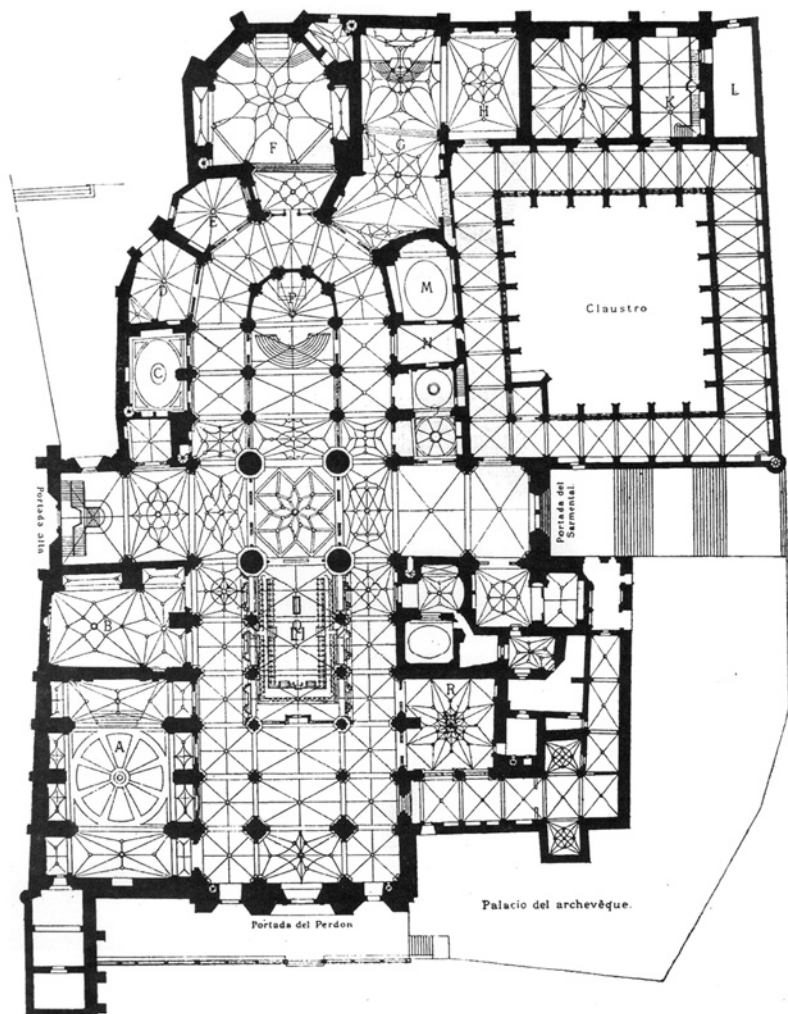 F
G
H
J
K
L
E
D
P
M
N
C
Claustro
Portada alta
Portada del
Sarmental.
B
M
A
R
Palacio del archevêque.
Portada del Perdon